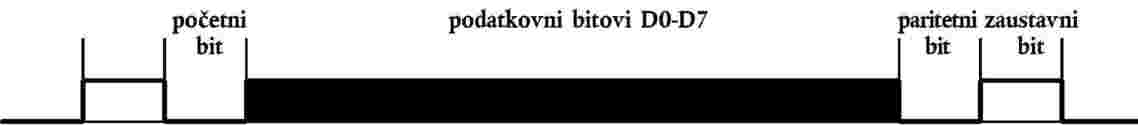 početni podatkovni bitovi D0-D7 paritetni zaustavni
bit bit bit